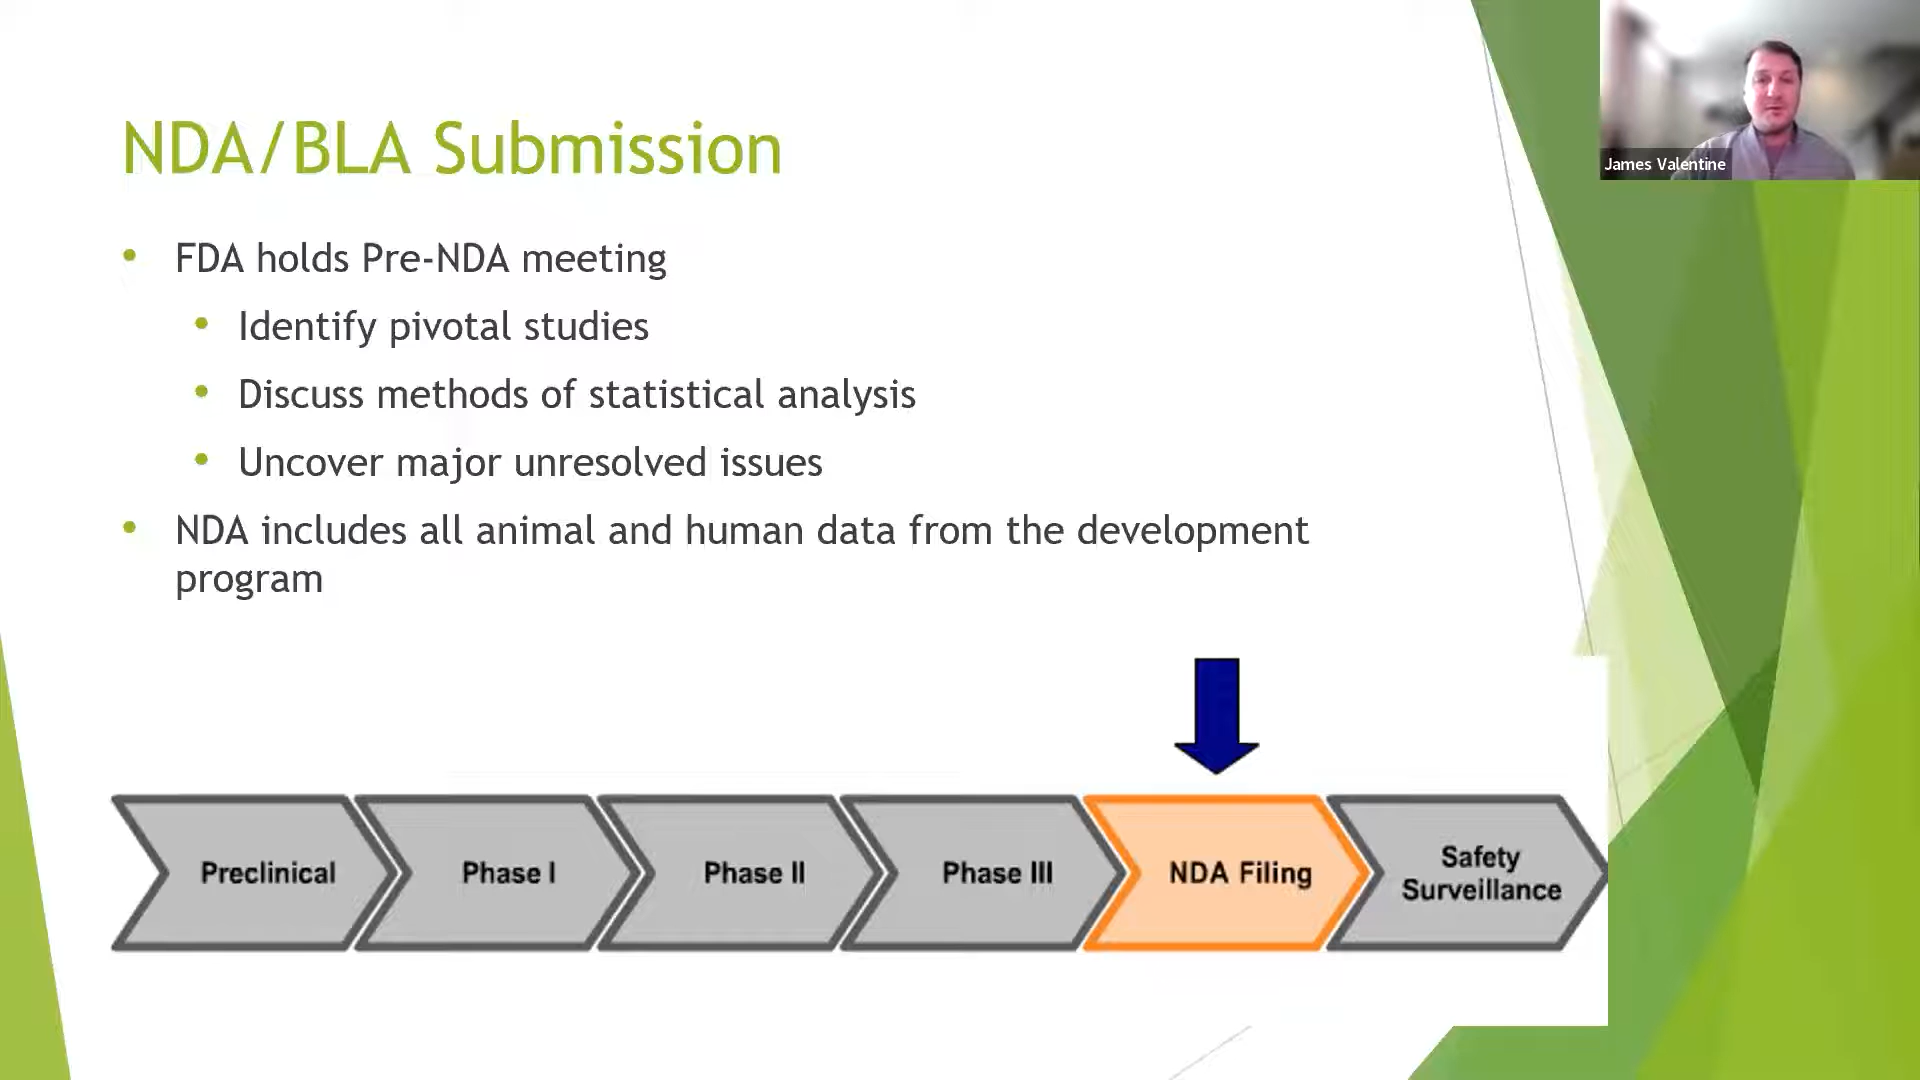 NDA/BLA Submission
James Valentine
• FDA holds Pre-NDA meeting
• Identify pivotal studies
• Discuss methods of statistical analysis
• Uncover major unresolved issues
• NDA includes all animal and human data from the development
program
Preclinical
Phase I
Phase II
Phase III
NDA Filing
Safety
Surveillance